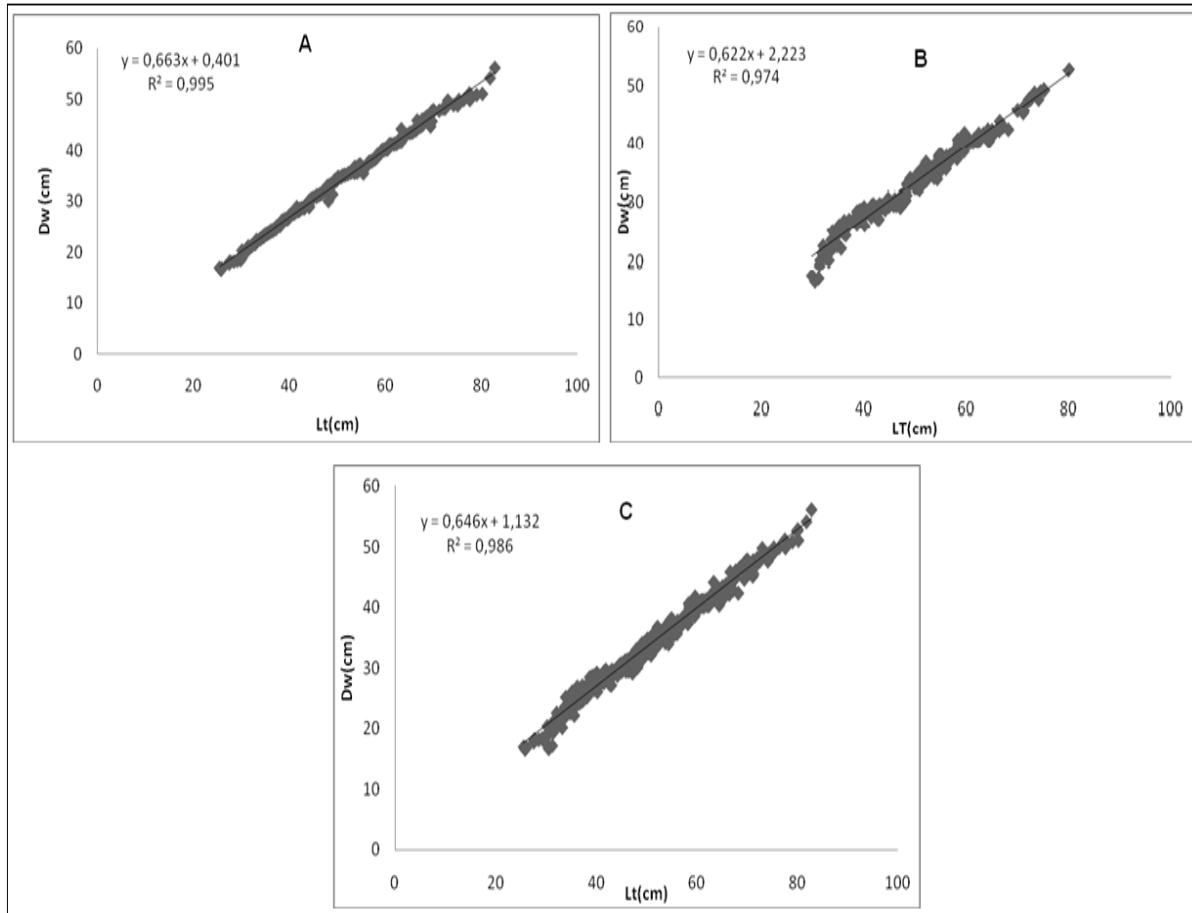 A
y = 0,663x + 0,401
R² = 0,995
60
50
40
30
20
10
0
Dw (cm)
0 20 40 60 80 100
Lt(cm)
B
y = 0,622x + 2,223
R² = 0,974
60
50
40
30
20
10
0
Dw(cm)
0 20 40 60 80 100
LT(cm)
C
y = 0,646x + 1,132
R² = 0,986
60
50
40
30
20
10
0
Dw(cm)
0 20 40 60 80 100
Lt(cm)